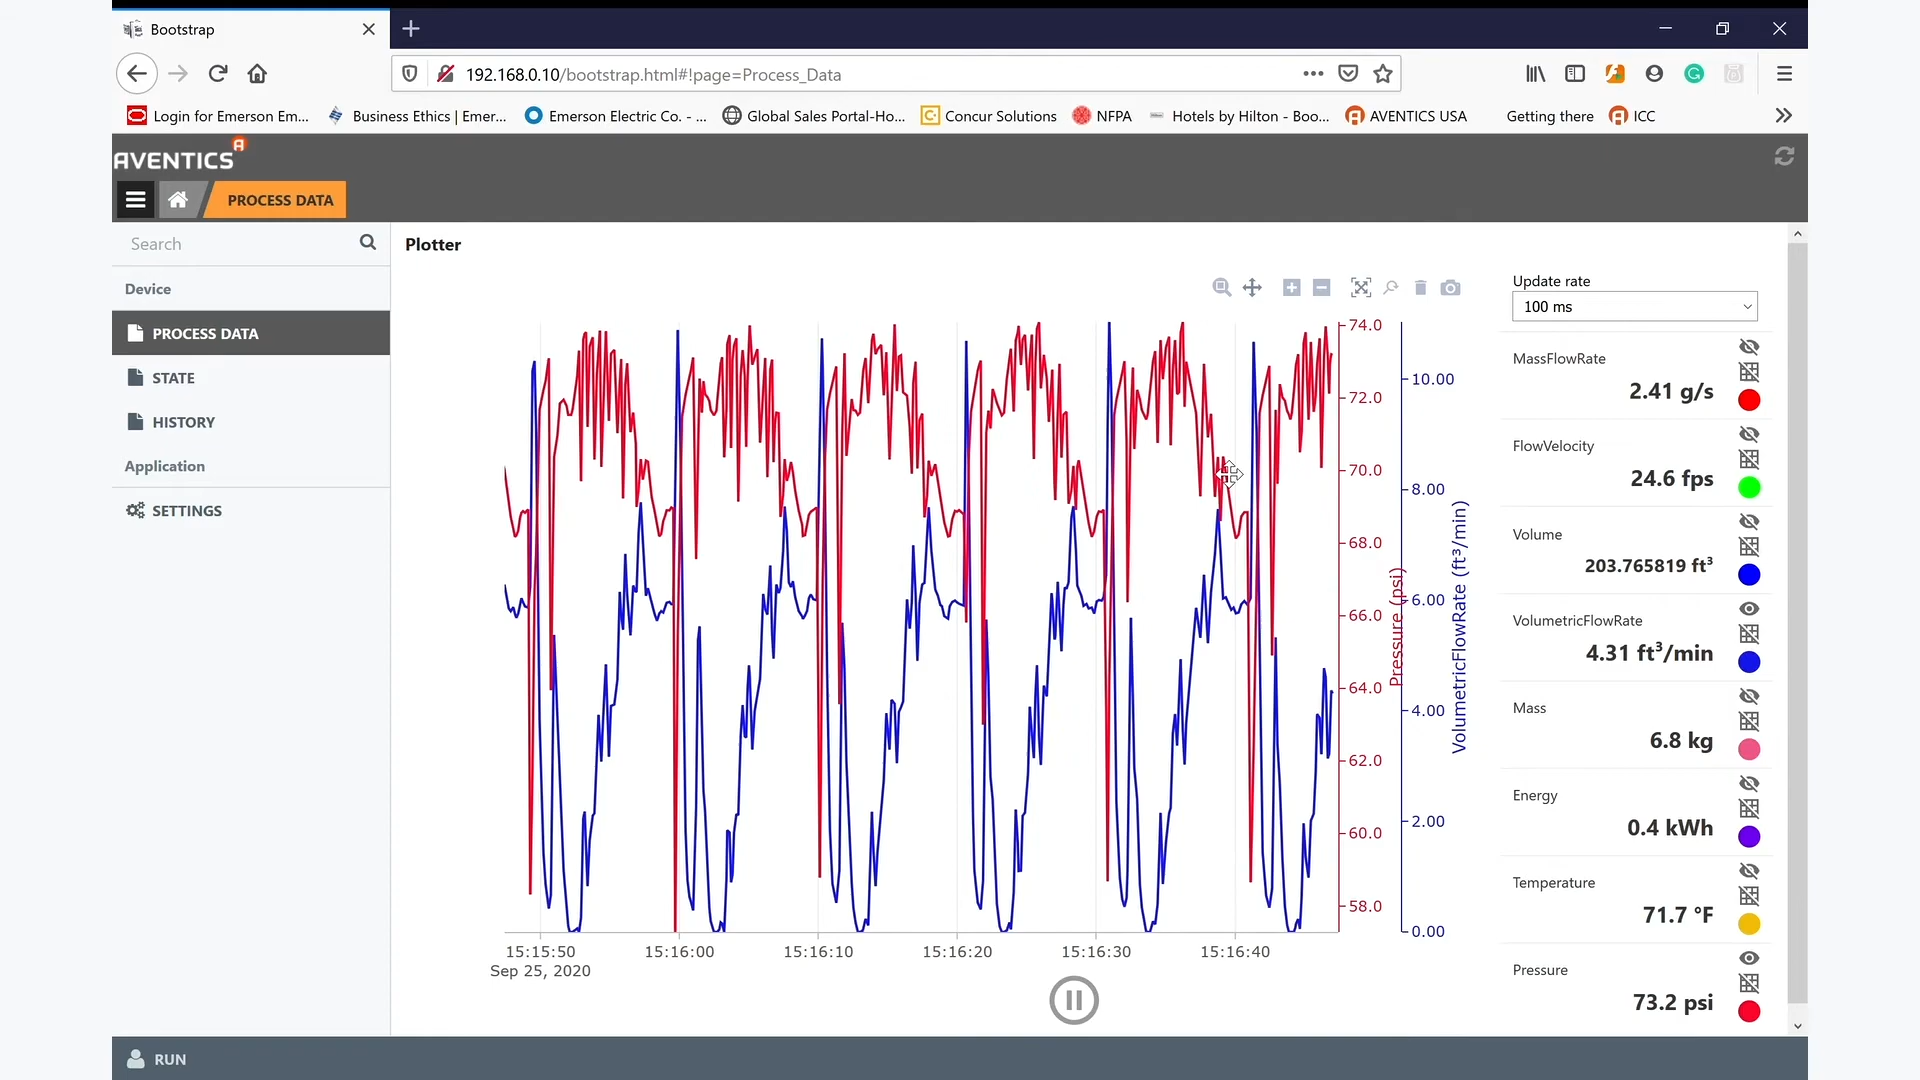 Bootstrap
192.168.0.10/bootstrap.html#!page=Process_Data
Login for Emerson Em...
Business Ethics | Emer...
Emerson Electric Co. - ...
Global Sales Portal-Ho...
Concur Solutions
NFPA
Hotels by Hilton - Boo...
AVENTICS USA
Getting there
ICC
AVENTICS
PROCESS DATA
Search
Device
PROCESS DATA
STATE
HISTORY
Application
SETTINGS
Plotter
74.0
72.0
70.0
68.0
66.0
64.0
62.0
60.0
58.0
Pressure (psi)
10.00
8.00
6.00
4.00
2.00
0.00
VolumetricFlowRate (ft³/min)
15:15:50
Sep 25, 2020
15:16:00
15:16:10
15:16:20
15:16:30
15:16:40
Update rate
100 ms
MassFlowRate
2.41 g/s
FlowVelocity
24.6 fps
Volume
203.765819 ft³
VolumetricFlowRate
4.31 ft³/min
Mass
6.8 kg
Energy
0.4 kWh
Temperature
71.7 °F
Pressure
73.2 psi
RUN